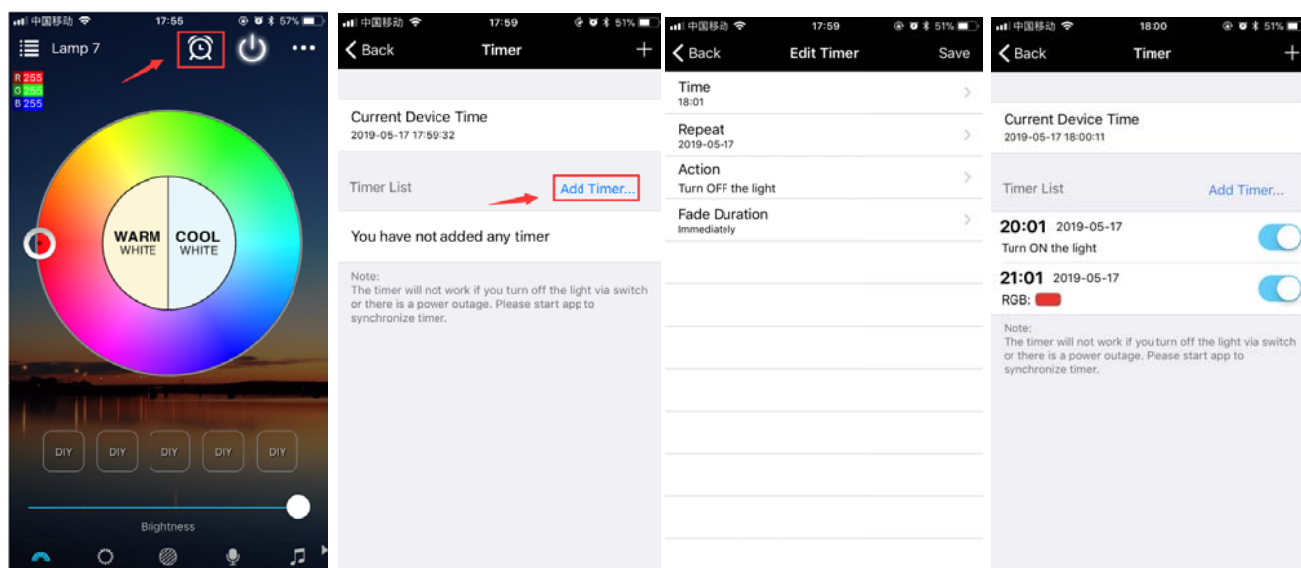 中国移动 17:55 57%
Lamp 7
R 255
G 255
B 255
WARM WHITE
COOL WHITE
DIY DIY DIY DIY DIY
Brightness
中国移动 17:59 51%
Back Timer +
Current Device Time
2019-05-17 17:59:32
Timer List Add Timer...
You have not added any timer
Note:
The timer will not work if you turn off the light via switch
or there is a power outage. Please start app to
synchronize timer.
中国移动 17:59 51%
Back Edit Timer Save
Time
18:01
Repeat
2019-05-17
Action
Turn OFF the light
Fade Duration
Immediately
中国移动 18:00 51%
Back Timer +
Current Device Time
2019-05-17 18:00:11
Timer List Add Timer...
20:01 2019-05-17
Turn ON the light
21:01 2019-05-17
RGB:
Note:
The timer will not work if you turn off the light via switch
or there is a power outage. Please start app to
synchronize timer.